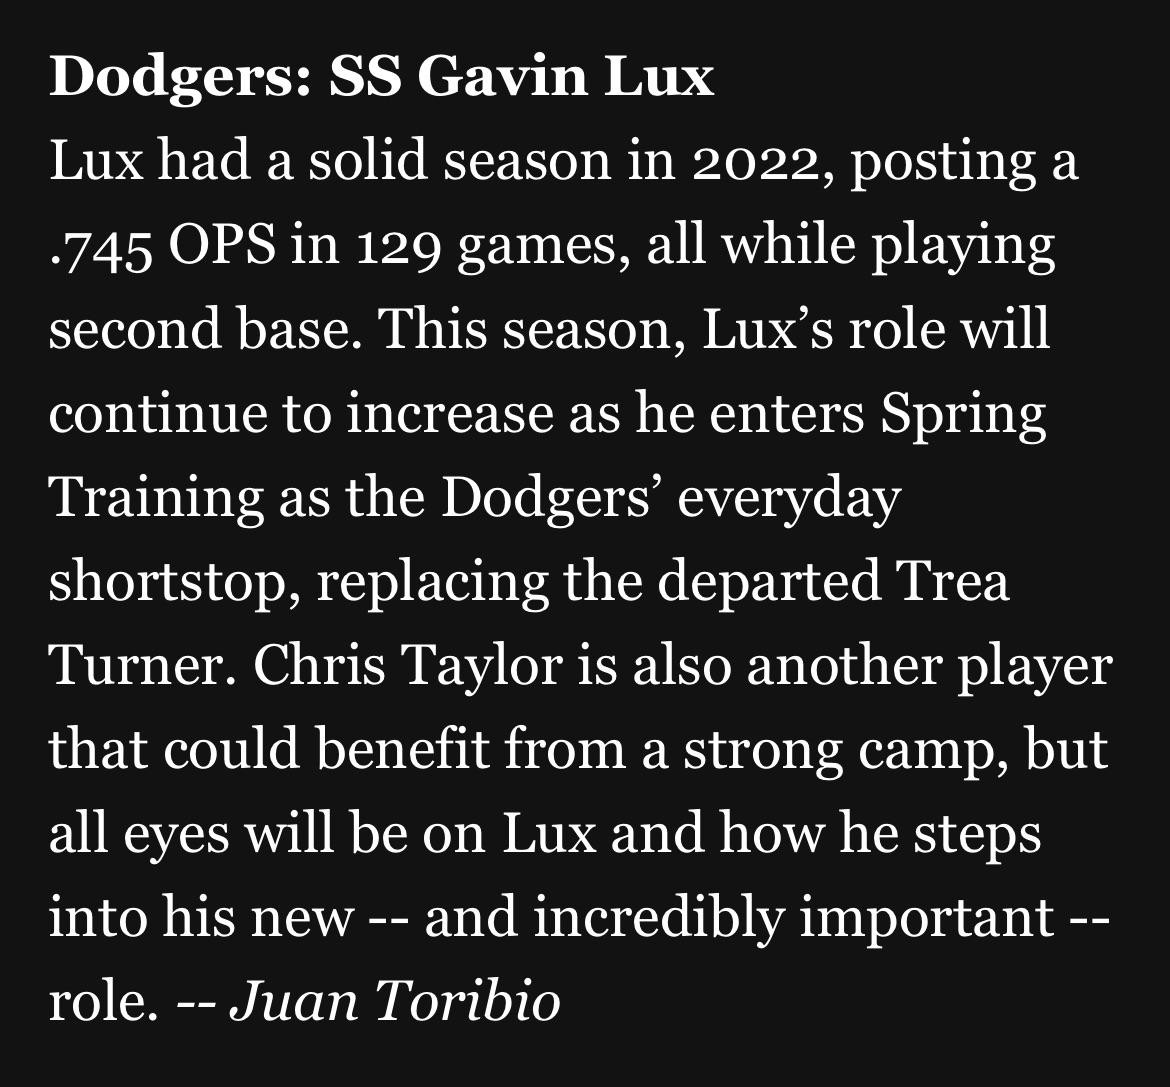 Dodgers: SS Gavin Lux
Lux had a solid season in 2022, posting a
.745 OPS in 129 games, all while playing
second base. This season, Lux’s role will
continue to increase as he enters Spring
Training as the Dodgers’ everyday
shortstop, replacing the departed Trea
Turner. Chris Taylor is also another player
that could benefit from a strong camp, but
all eyes will be on Lux and how he steps
into his new -- and incredibly important --
role. -- Juan Toribio